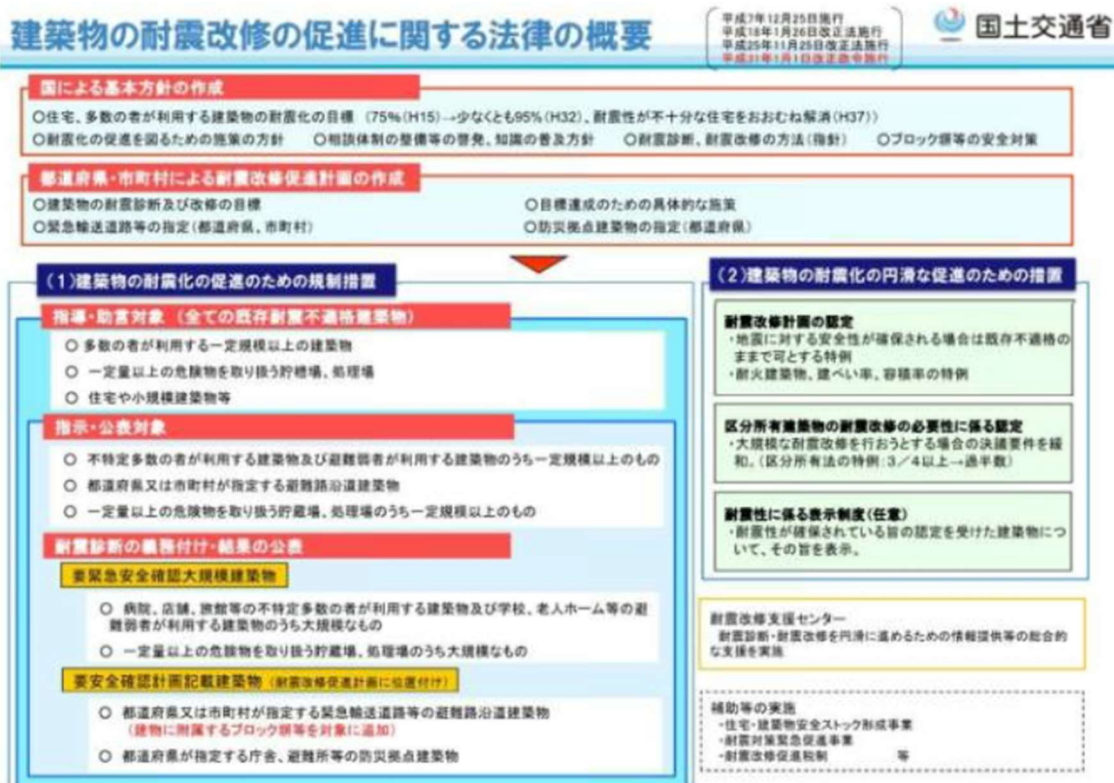 建築物の耐震改修の促進に関する法律の概要
平成7年12月25日施行
平成18年1月26日改正法施行
平成25年11月25日改正法施行
平成31年1月1日改正政令施行
国土交通省
国による基本方針の作成
○住宅、多数の者が利用する建築物の耐震化の目標 (75%(H15)→少なくとも95%(H32)、耐震性が不十分な住宅をおおむね解消(H37))
○耐震化の促進を図るための施策の方針 ○相談体制の整備等の啓発、知識の普及方針 ○耐震診断、耐震改修の方法(指針) ○ブロック塀等の安全対策
都道府県・市町村による耐震改修促進計画の作成
○建築物の耐震診断及び改修の目標 ○目標達成のための具体的な施策
○緊急輸送道路等の指定(都道府県、市町村) ○防災拠点建築物の指定(都道府県)
(1)建築物の耐震化の促進のための規制措置
指導・助言対象 (全ての既存耐震不適格建築物)
○ 多数の者が利用する一定規模以上の建築物
○ 一定量以上の危険物を取り扱う貯蔵場、処理場
○ 住宅や小規模建築物等
指示・公表対象
○ 不特定多数の者が利用する建築物及び避難弱者が利用する建築物のうち一定規模以上のもの
○ 都道府県又は市町村が指定する避難路沿道建築物
○ 一定量以上の危険物を取り扱う貯蔵場、処理場のうち一定規模以上のもの
耐震診断の義務付け・結果の公表
要緊急安全確認大規模建築物
○ 病院、店舗、旅館等の不特定多数の者が利用する建築物及び学校、老人ホーム等の避
難弱者が利用する建築物のうち大規模なもの
○ 一定量以上の危険物を取り扱う貯蔵場、処理場のうち大規模なもの
要安全確認計画記載建築物 (耐震改修促進計画に位置付け)
○ 都道府県又は市町村が指定する緊急輸送道路等の避難路沿道建築物
(建物に附属するブロック塀等を対象に追加)
○ 都道府県が指定する庁舎、避難所等の防災拠点建築物
(2)建築物の耐震化の円滑な促進のための措置
耐震改修計画の認定
・地震に対する安全性が確保される場合は既存不適格の
ままで可とする特例
・耐火建築物、建ぺい率、容積率の特例
区分所有建築物の耐震改修の必要性に係る認定
・大規模な耐震改修を行おうとする場合の決議要件を緩
和。(区分所有法の特例:3/4以上→過半数)
耐震性に係る表示制度(任意)
・耐震性が確保されている旨の認定を受けた建築物につ
いて、その旨を表示。
耐震改修支援センター
耐震診断・耐震改修を円滑に進めるための情報提供等の総合的
な支援を実施
補助等の実施
・住宅・建築物安全ストック形成事業
・耐震対策緊急促進事業
・耐震改修促進税制 等